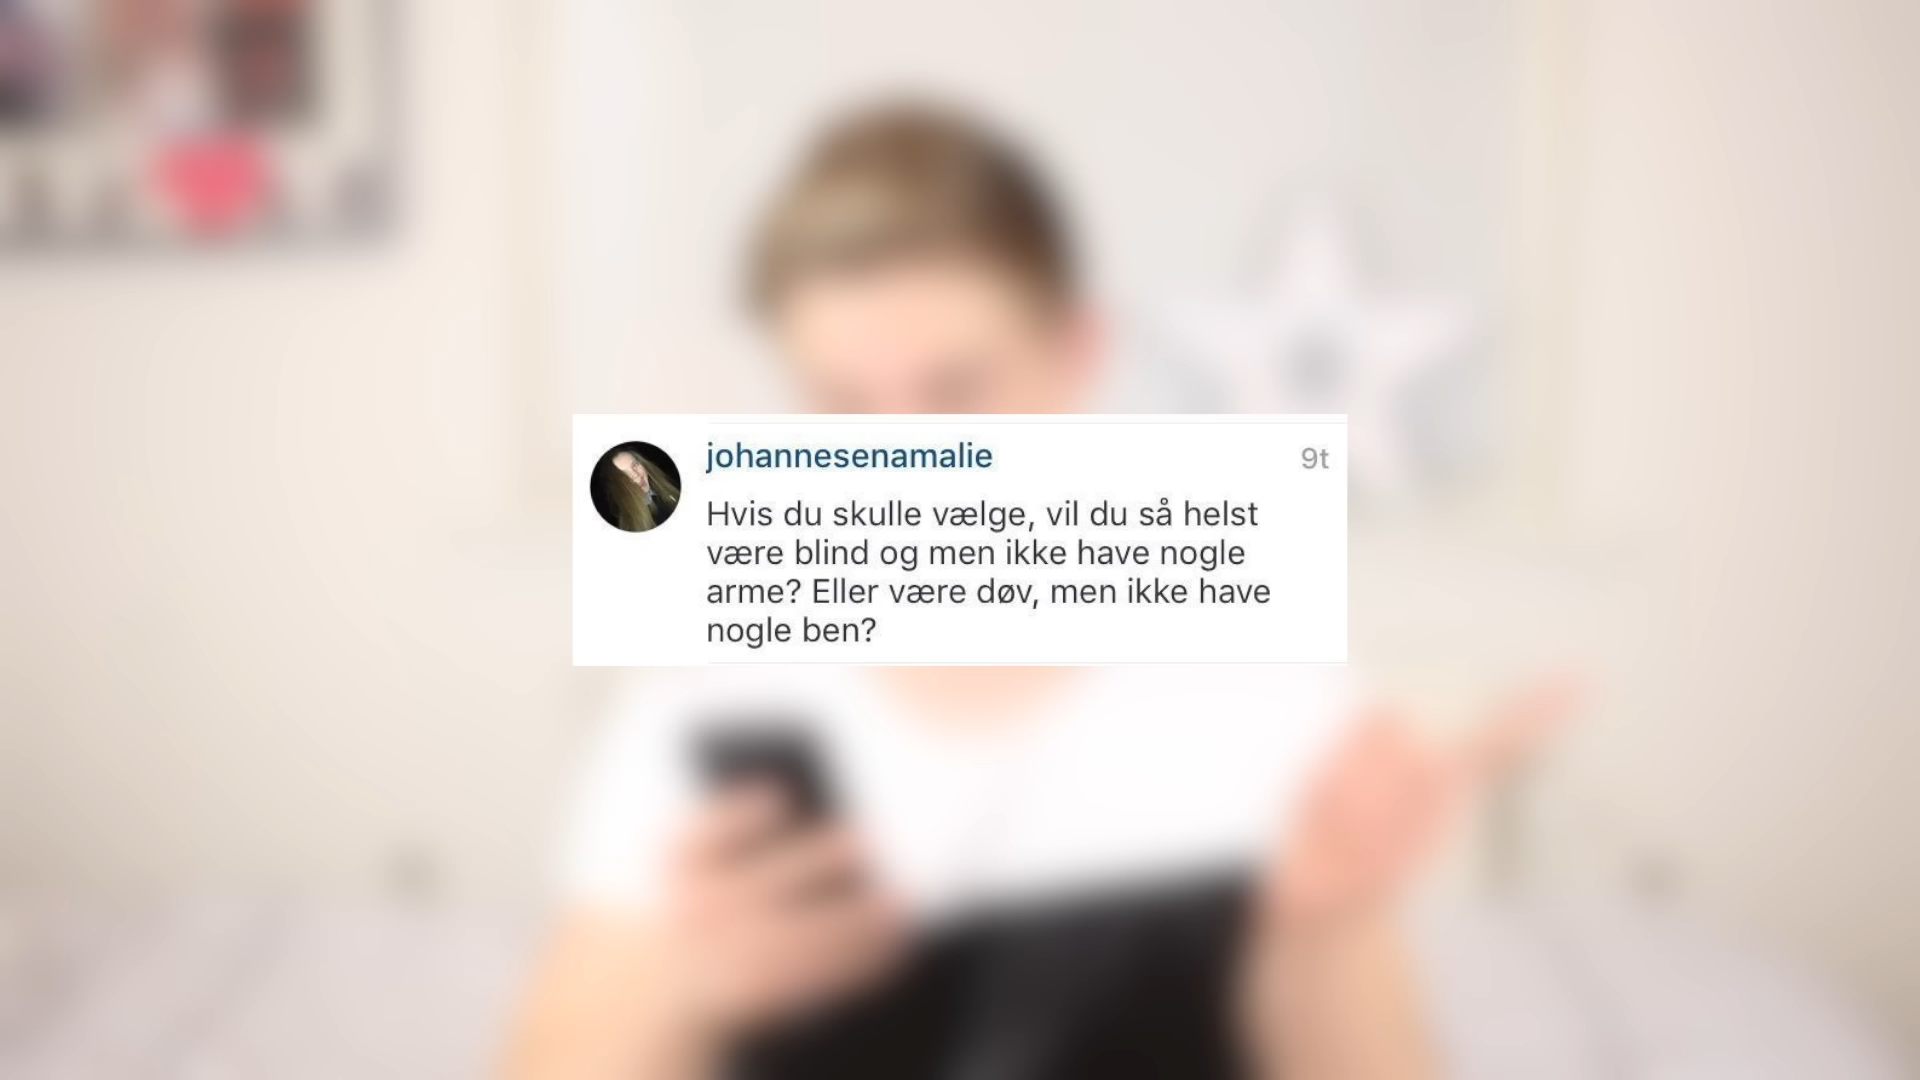 johannesenamalie
9t
Hvis du skulle vælge, vil du så helst
være blind og men ikke have nogle
arme? Eller være døv, men ikke have
nogle ben?